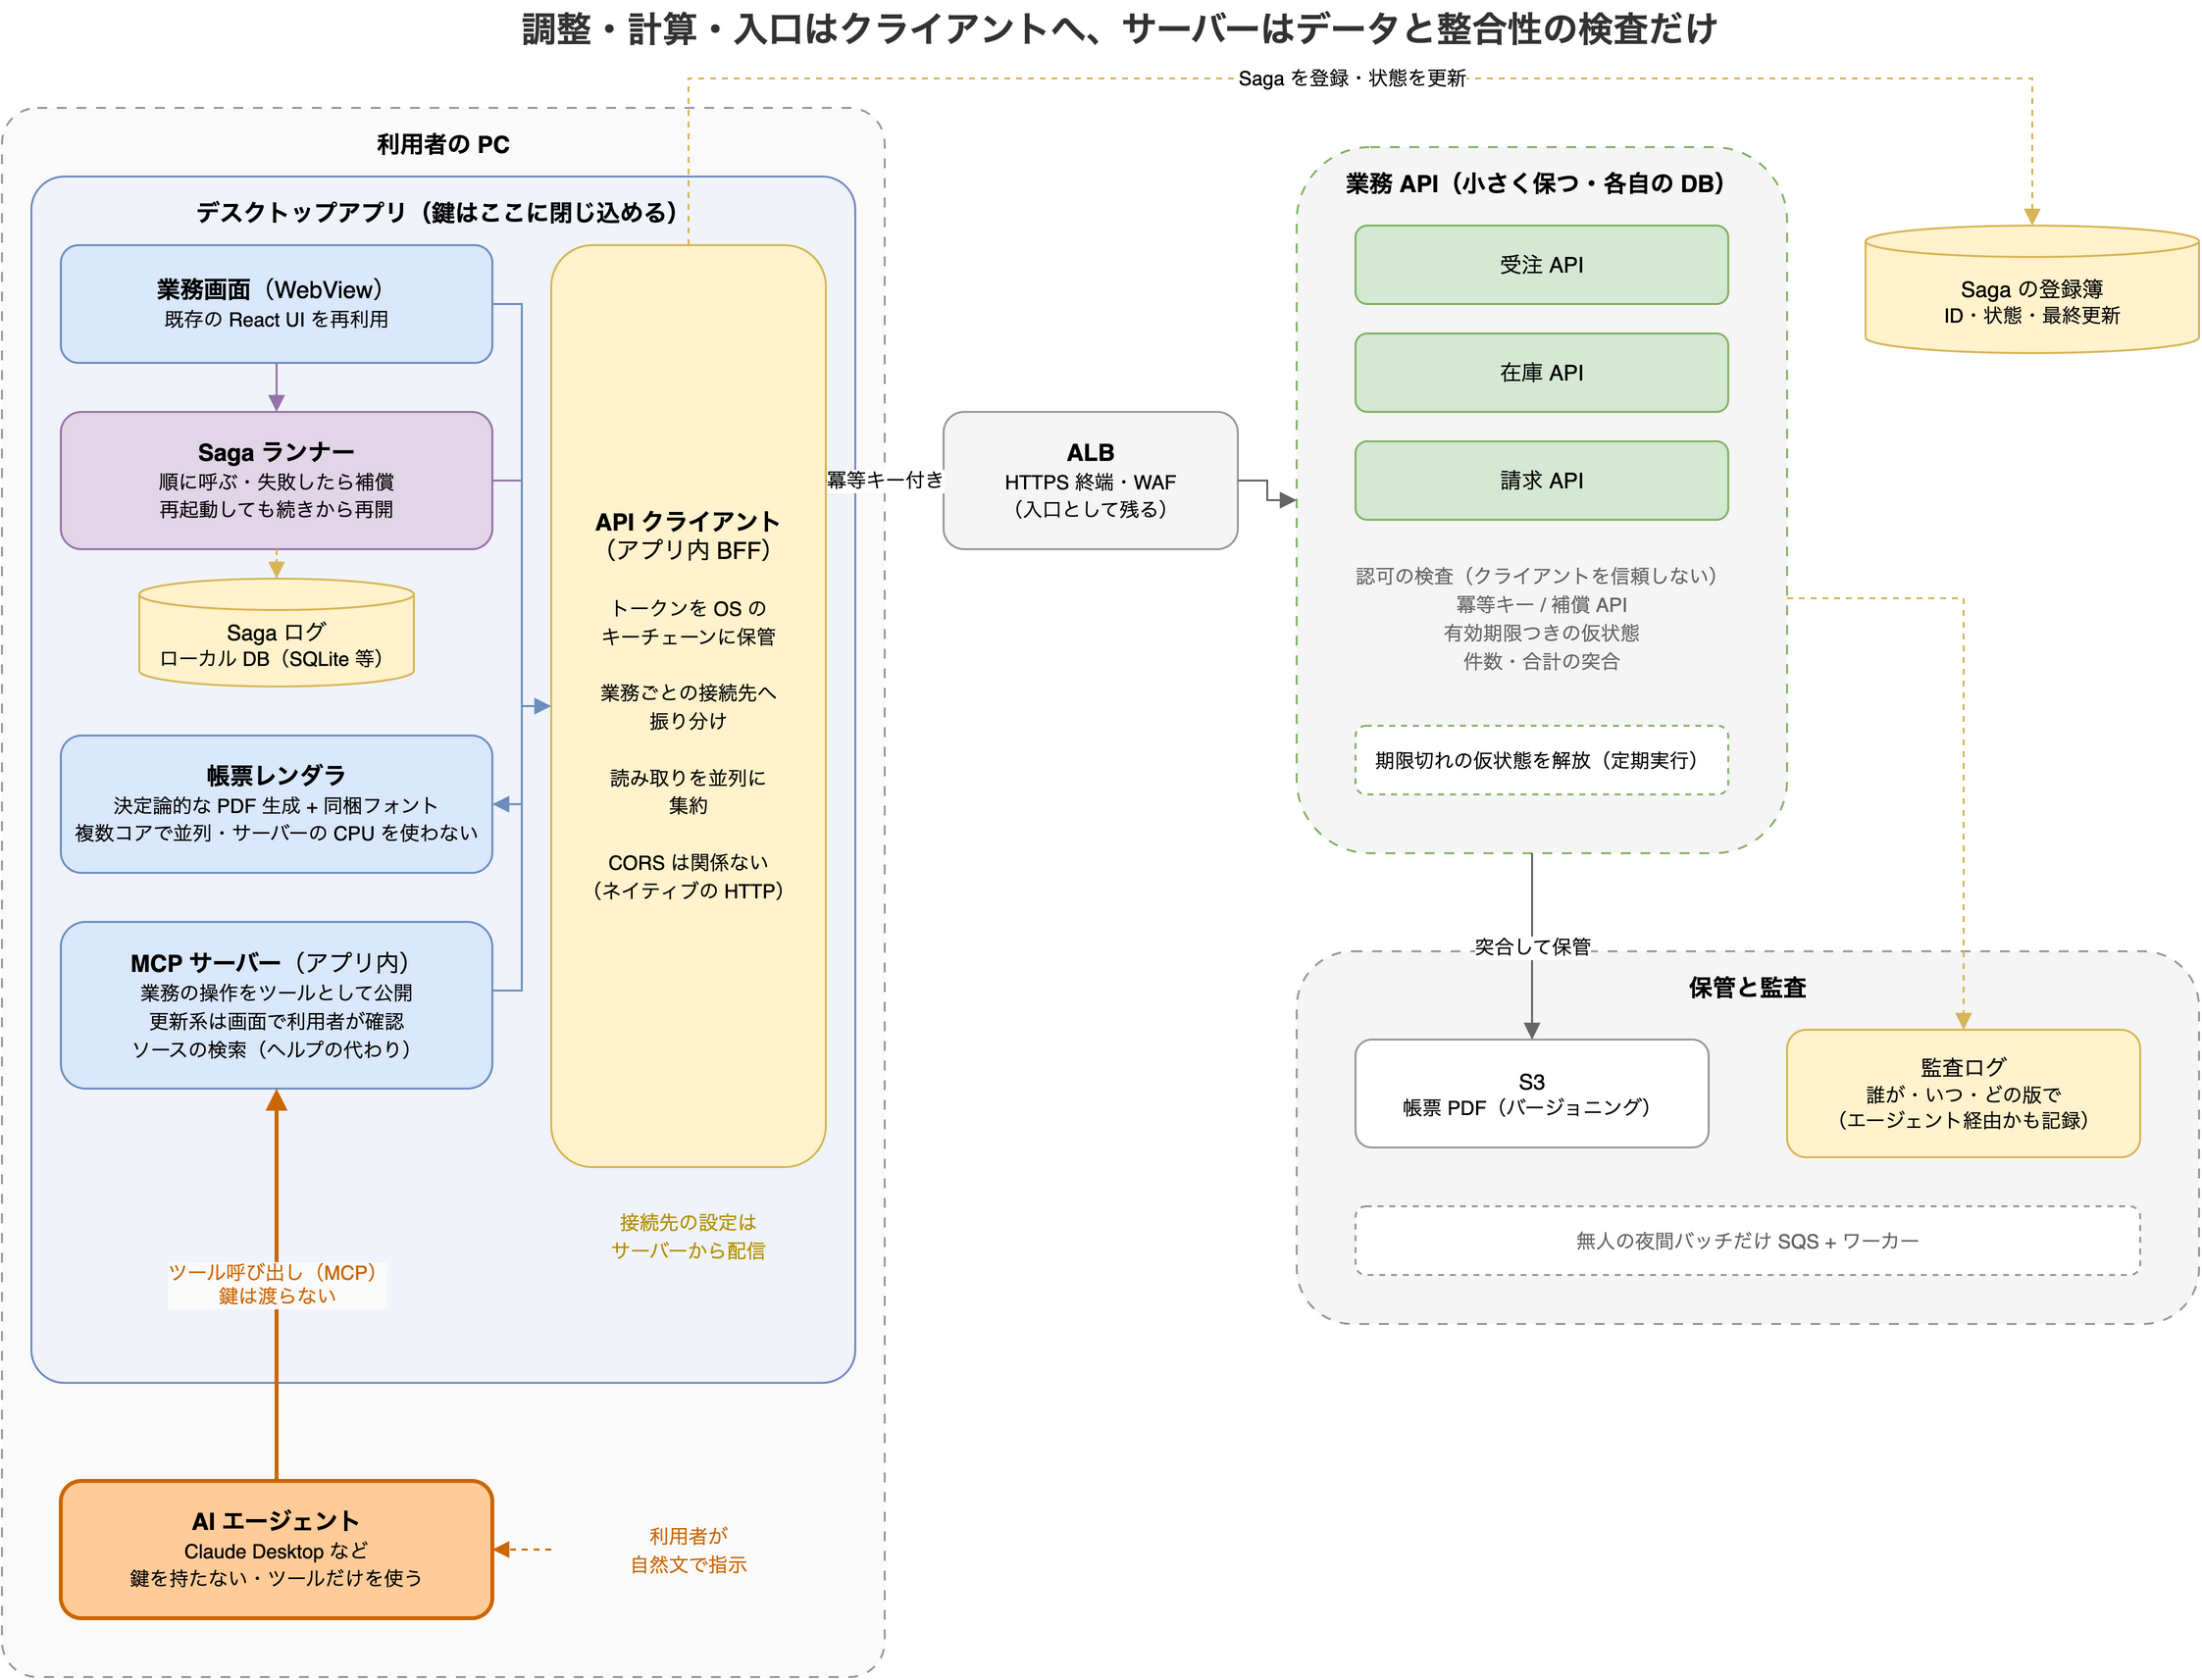 調整・計算・入口はクライアントへ、サーバーはデータと整合性の検査だけ
Saga を登録・状態を更新
利用者の PC
デスクトップアプリ（鍵はここに閉じ込める）
業務画面（WebView）
既存の React UI を再利用
Saga ランナー
順に呼ぶ・失敗したら補償
再起動しても続きから再開
Saga ログ
ローカル DB（SQLite 等）
帳票レンダラ
決定論的な PDF 生成 + 同梱フォント
複数コアで並列・サーバーの CPU を使わない
MCP サーバー（アプリ内）
業務の操作をツールとして公開
更新系は画面で利用者が確認
ソースの検索（ヘルプの代わり）
API クライアント
（アプリ内 BFF）
トークンを OS の
キーチェーンに保管
業務ごとの接続先へ
振り分け
読み取りを並列に
集約
CORS は関係ない
（ネイティブの HTTP）
接続先の設定は
サーバーから配信
ツール呼び出し（MCP）
鍵は渡らない
AI エージェント
Claude Desktop など
鍵を持たない・ツールだけを使う
利用者が
自然文で指示
冪等キー付き
ALB
HTTPS 終端・WAF
（入口として残る）
業務 API（小さく保つ・各自の DB）
受注 API
在庫 API
請求 API
認可の検査（クライアントを信頼しない）
冪等キー / 補償 API
有効期限つきの仮状態
件数・合計の突合
期限切れの仮状態を解放（定期実行）
Saga の登録簿
ID・状態・最終更新
突合して保管
保管と監査
S3
帳票 PDF（バージョニング）
監査ログ
誰が・いつ・どの版で
（エージェント経由かも記録）
無人の夜間バッチだけ SQS + ワーカー